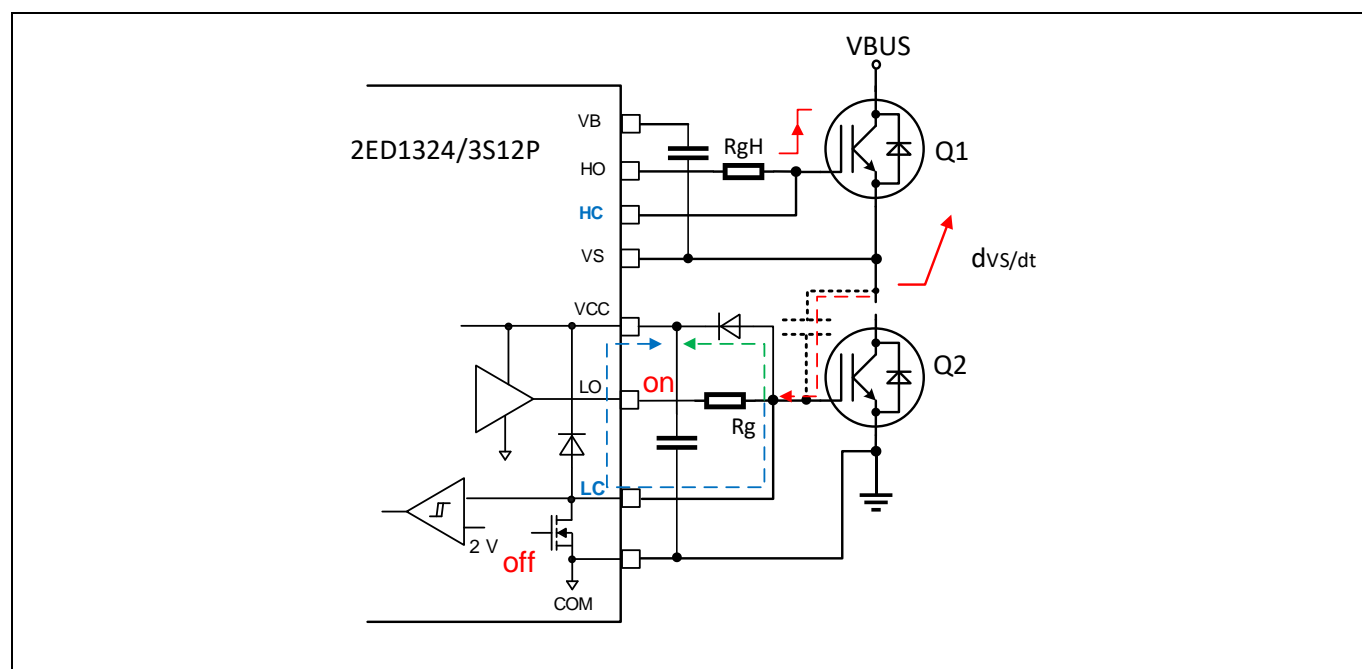 VBUS
VB
2ED1324/3S12P
RgH
Q1
HO
HC
VS
dVS/dt
VCC
Q2
LO
on
Rg
LC
2 V
off
COM